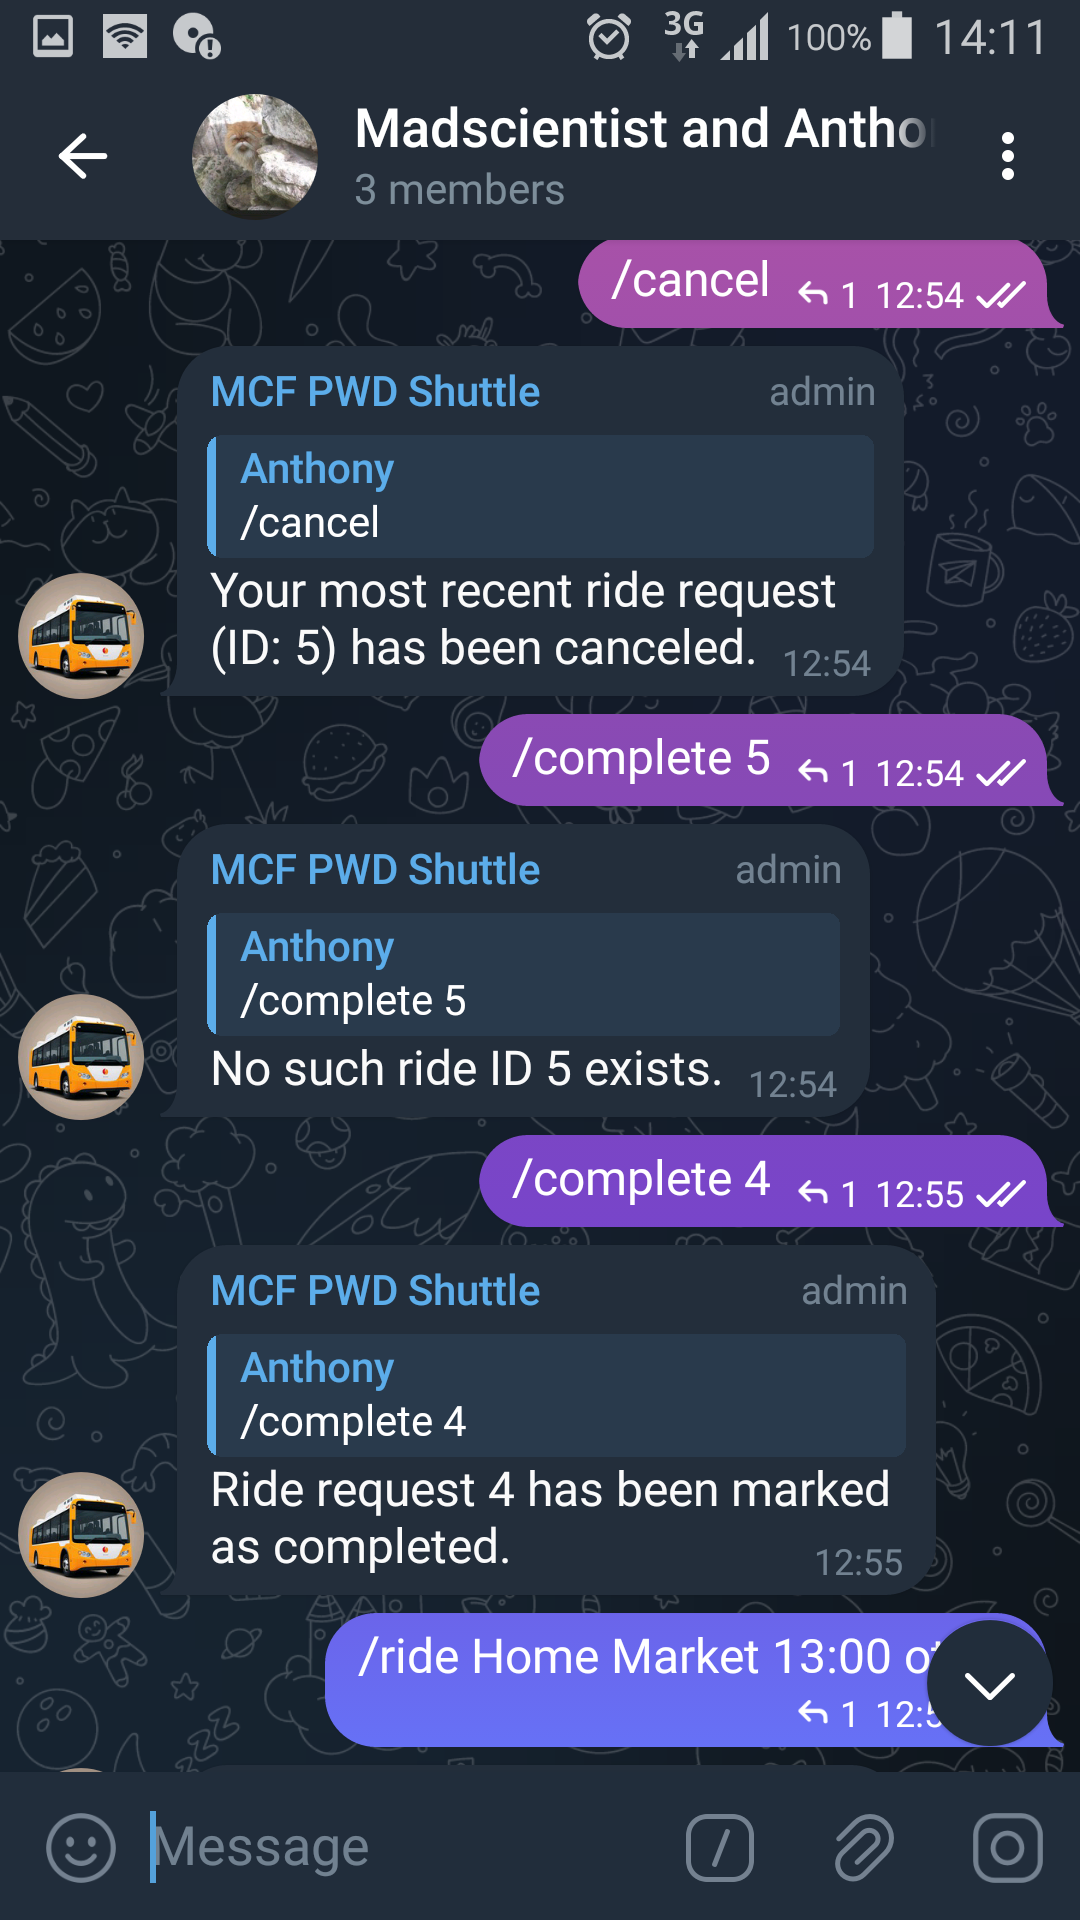 3G 100% 14:11
Madscientist and Antho
3 members
/cancel 1 12:54
MCF PWD Shuttle admin
Anthony
/cancel
Your most recent ride request
(ID: 5) has been canceled. 12:54
/complete 5 1 12:54
MCF PWD Shuttle admin
Anthony
/complete 5
No such ride ID 5 exists. 12:54
/complete 4 1 12:55
MCF PWD Shuttle admin
Anthony
/complete 4
Ride request 4 has been marked
as completed. 12:55
/ride Home Market 13:00
1 12:5
Message